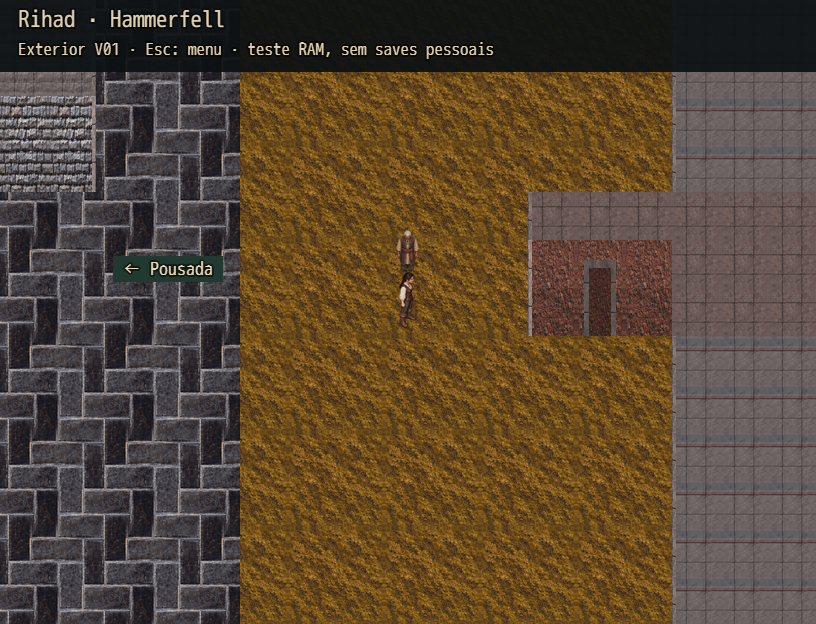 Rihad · Hammerfell
Exterior V01 · Esc: menu · teste RAM, sem saves pessoais
← Pousada